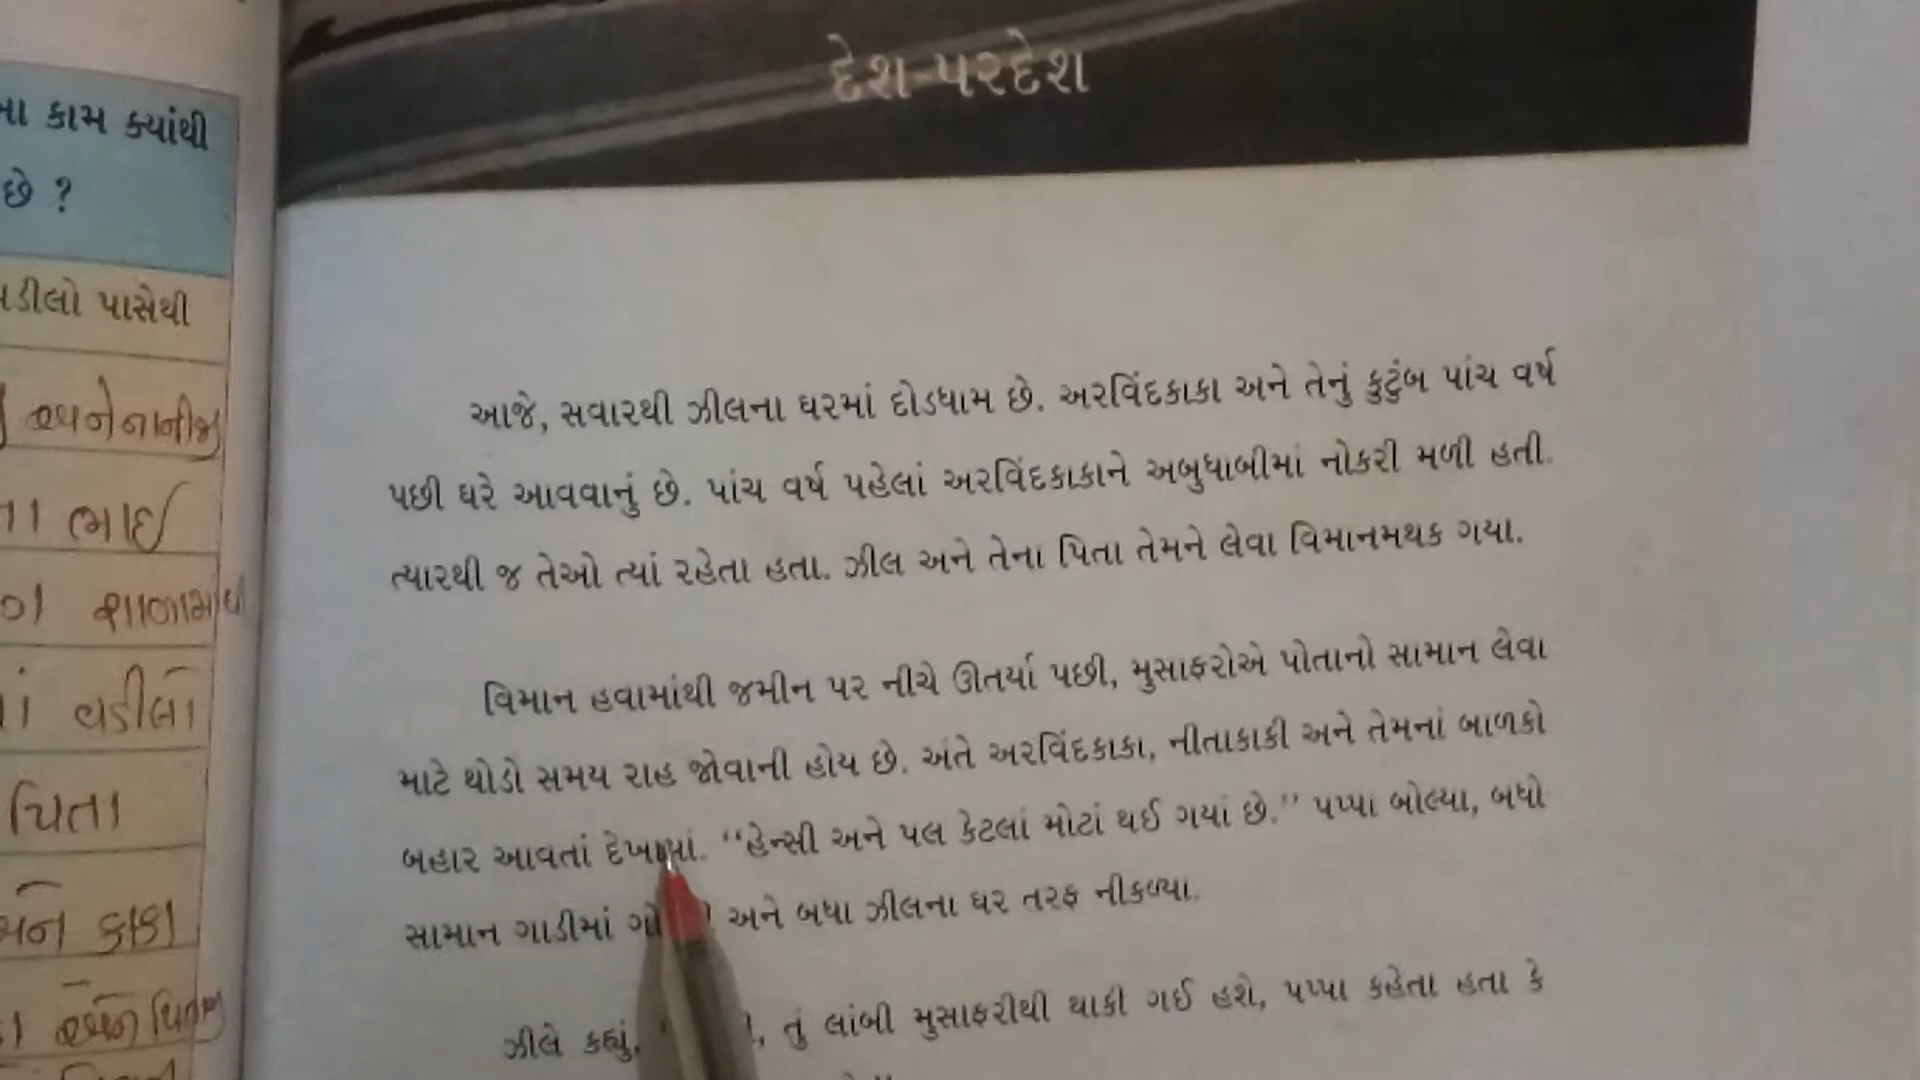 દેશ-પરદેશ
કામ ક્યાંથી
છે ?
પાસેથી
ભાઈ
વડીલો
પિતા
કાકા
આજે, સવારથી ઝીલના ઘરમાં દોડધામ છે. અરવિંદકાકા અને તેનું કુટુંબ પાંચ વર્ષ
પછી ઘરે આવવાનું છે. પાંચ વર્ષ પહેલાં અરવિંદકાકાને અબુધાબીમાં નોકરી મળી હતી.
ત્યારથી જ તેઓ ત્યાં રહેતા હતા. ઝીલ અને તેના પિતા તેમને લેવા વિમાનમથક ગયા.
વિમાન હવામાંથી જમીન પર નીચે ઊતર્યા પછી, મુસાફરોએ પોતાનો સામાન લેવા
માટે થોડો સમય રાહ જોવાની હોય છે. અંતે અરવિંદકાકા, નીતાકાકી અને તેમનાં બાળકો
બહાર આવતાં દેખાયાં. “હેન્સી અને પલ કેટલાં મોટાં થઈ ગયાં છે.” પપ્પા બોલ્યા, બધો
સામાન ગાડીમાં અને બધા ઝીલના ઘર તરફ નીકળ્યા.
ઝીલે કહ્યું, તું લાંબી મુસાફરીથી થાકી ગઈ હશે, પપ્પા કહેતા હતા કે